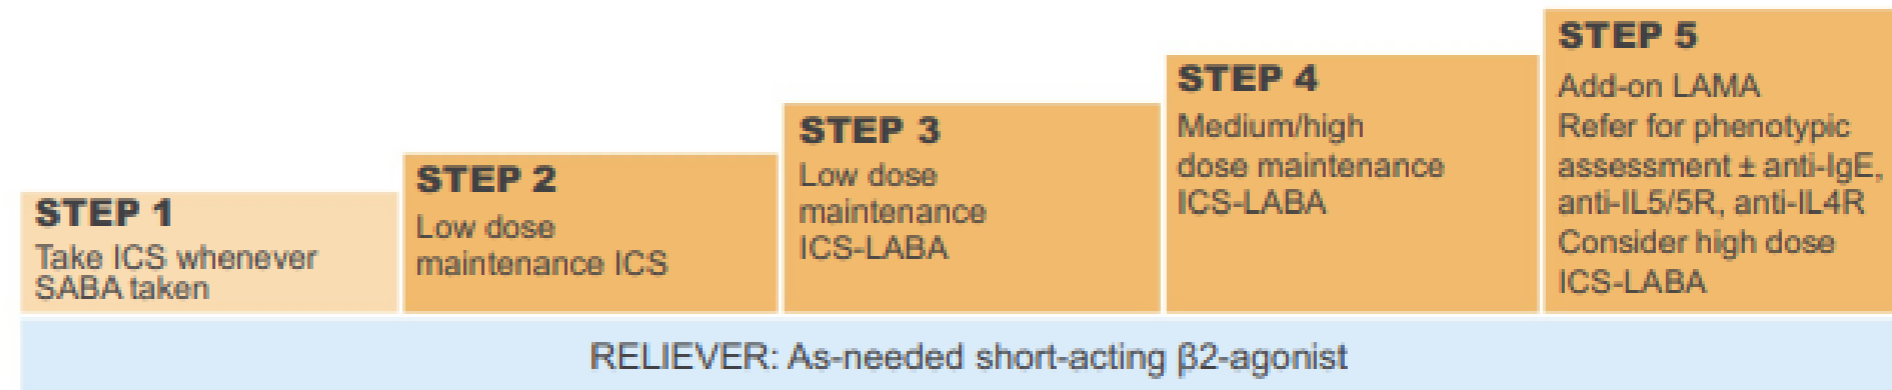 STEP 1
Take ICS whenever
SABA taken
STEP 2
Low dose
maintenance ICS
STEP 3
Low dose
maintenance
ICS-LABA
STEP 4
Medium/high
dose maintenance
ICS-LABA
STEP 5
Add-on LAMA
Refer for phenotypic
assessment ± anti-IgE,
anti-IL5/5R, anti-IL4R
Consider high dose
ICS-LABA
RELIEVER: As-needed short-acting β2-agonist